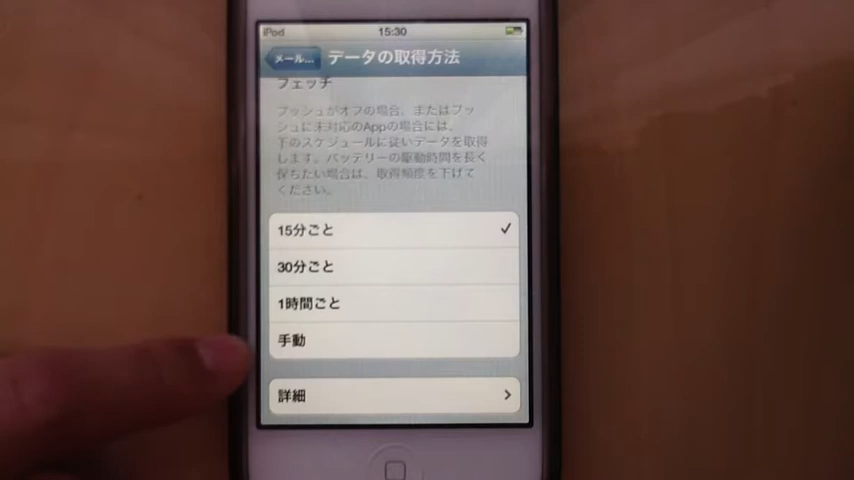 iPod 15:30
メール... データの取得方法
フェッチ
プッシュがオフの場合、またはプッ
シュに未対応のAppの場合には、
下のスケジュールに従いデータを取得
します。バッテリーの駆動時間を長く
保ちたい場合は、取得頻度を下げて
ください。
15分ごと
30分ごと
1時間ごと
手動
詳細